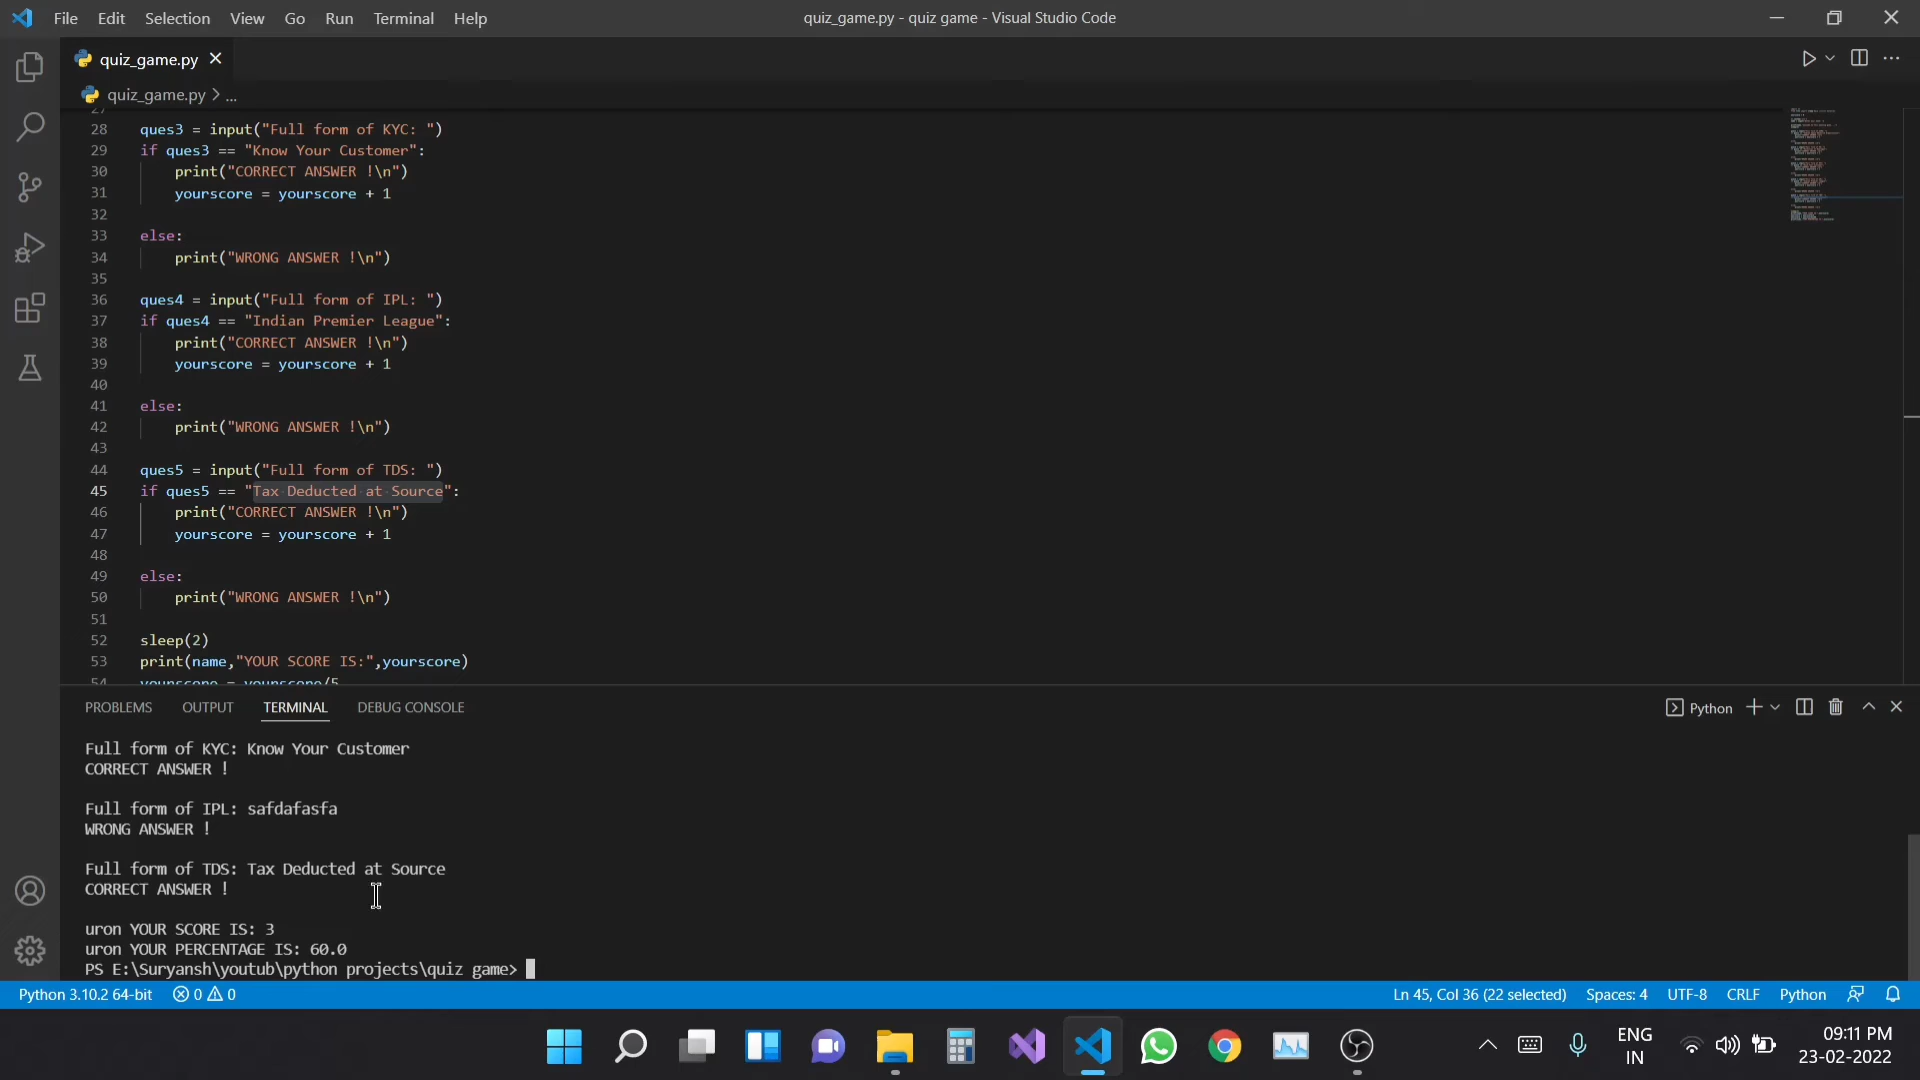 File Edit Selection View Go Run Terminal Help
quiz_game.py - quiz game - Visual Studio Code
quiz_game.py
quiz_game.py > ...
27
28 ques3 = input("Full form of KYC: ")
29 if ques3 == "Know Your Customer":
30 print("CORRECT ANSWER !\n")
31 yourscore = yourscore + 1
32
33 else:
34 print("WRONG ANSWER !\n")
35
36 ques4 = input("Full form of IPL: ")
37 if ques4 == "Indian Premier League":
38 print("CORRECT ANSWER !\n")
39 yourscore = yourscore + 1
40
41 else:
42 print("WRONG ANSWER !\n")
43
44 ques5 = input("Full form of TDS: ")
45 if ques5 == "Tax Deducted at Source":
46 print("CORRECT ANSWER !\n")
47 yourscore = yourscore + 1
48
49 else:
50 print("WRONG ANSWER !\n")
51
52 sleep(2)
53 print(name,"YOUR SCORE IS:",yourscore)
54 yourscore = yourscore/5
PROBLEMS OUTPUT TERMINAL DEBUG CONSOLE
Python
Full form of KYC: Know Your Customer
CORRECT ANSWER !
Full form of IPL: safdafasfa
WRONG ANSWER !
Full form of TDS: Tax Deducted at Source
CORRECT ANSWER !
uron YOUR SCORE IS: 3
uron YOUR PERCENTAGE IS: 60.0
PS E:\Suryansh\youtub\python projects\quiz game>
Python 3.10.2 64-bit 0 0 Ln 45, Col 36 (22 selected) Spaces: 4 UTF-8 CRLF Python
ENG
IN
09:11 PM
23-02-2022